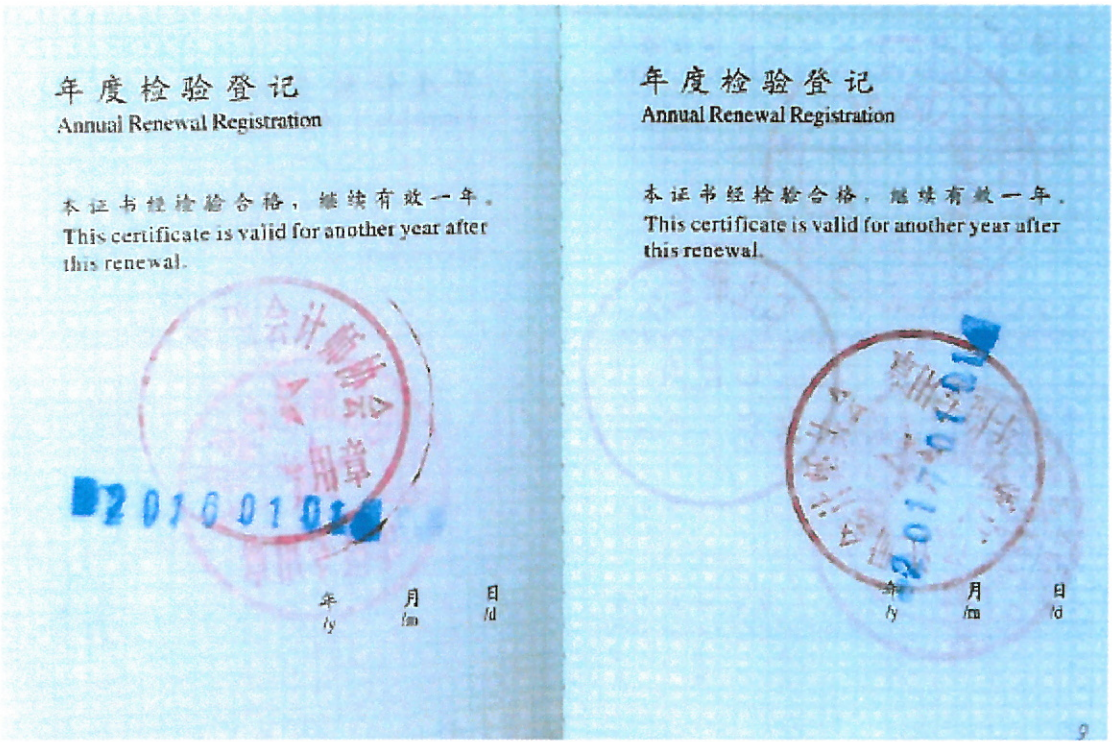 年度检验登记
Annual Renewal Registration
本证书经检验合格，继续有效一年。
This certificate is valid for another year after
this renewal.
会计师协会
册章
20160101
年 月 日
/y /m /d
年度检验登记
Annual Renewal Registration
本证书经检验合格，继续有效一年。
This certificate is valid for another year after
this renewal.
20170101
年 月 日
/y /m /d
9